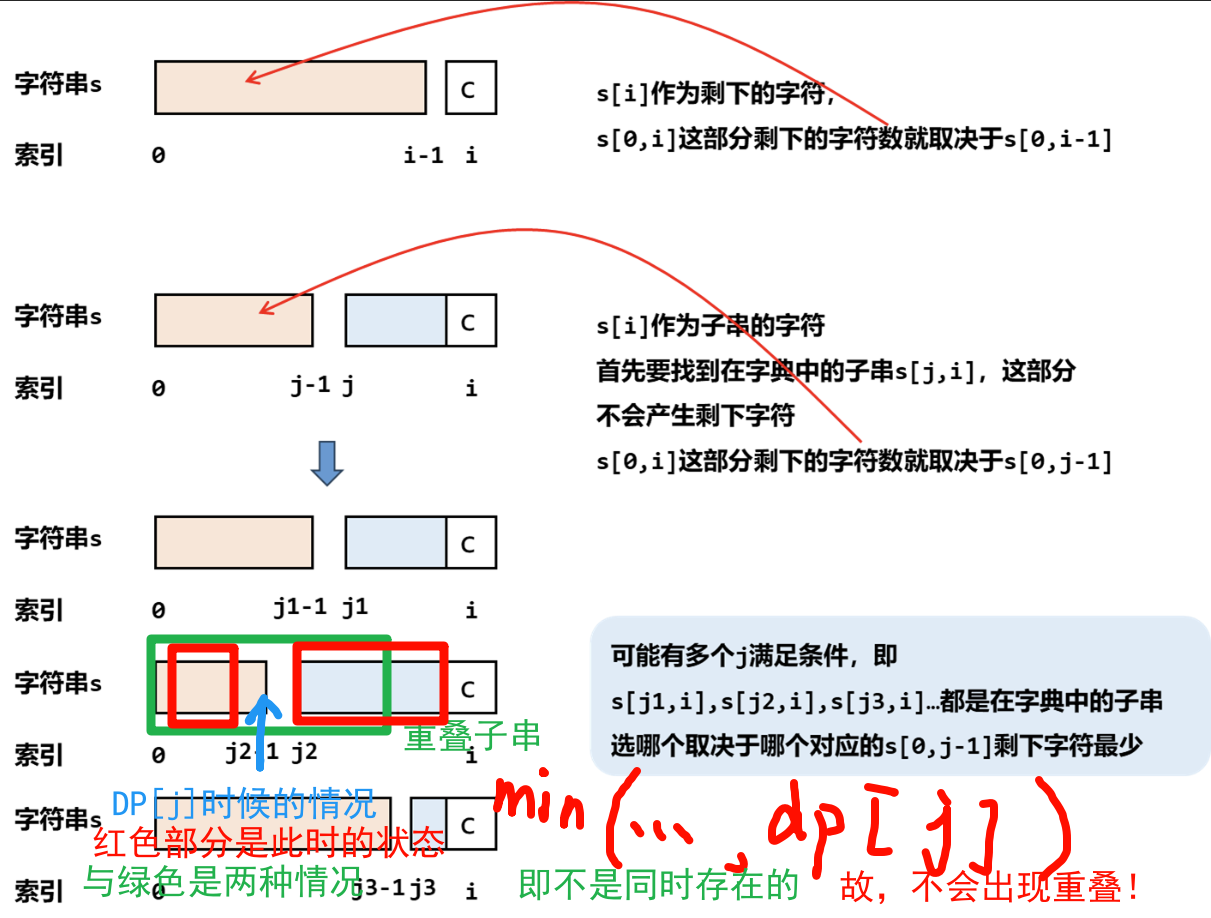 字符串s
C
s[i]作为剩下的字符,
s[0,i]这部分剩下的字符数就取决于s[0,i-1]
索引 0 i-1 i
字符串s
C
s[i]作为子串的字符
首先要找到在字典中的子串s[j,i], 这部分
不会产生剩下字符
s[0,i]这部分剩下的字符数就取决于s[0,j-1]
索引 0 j-1 j i
字符串s
C
索引 0 j1-1 j1 i
字符串s
C
重叠子串
索引 0 j2-1 j2 i
可能有多个j满足条件, 即
s[j1,i],s[j2,i],s[j3,i]…都是在字典中的子串
选哪个取决于哪个对应的s[0,j-1]剩下字符最少
min(... , dp[j])
DP[j]时候的情况
字符串s
C
红色部分是此时的状态
与绿色是两种情况
索引 0 j3-1 j3 i
即不是同时存在的
故, 不会出现重叠!